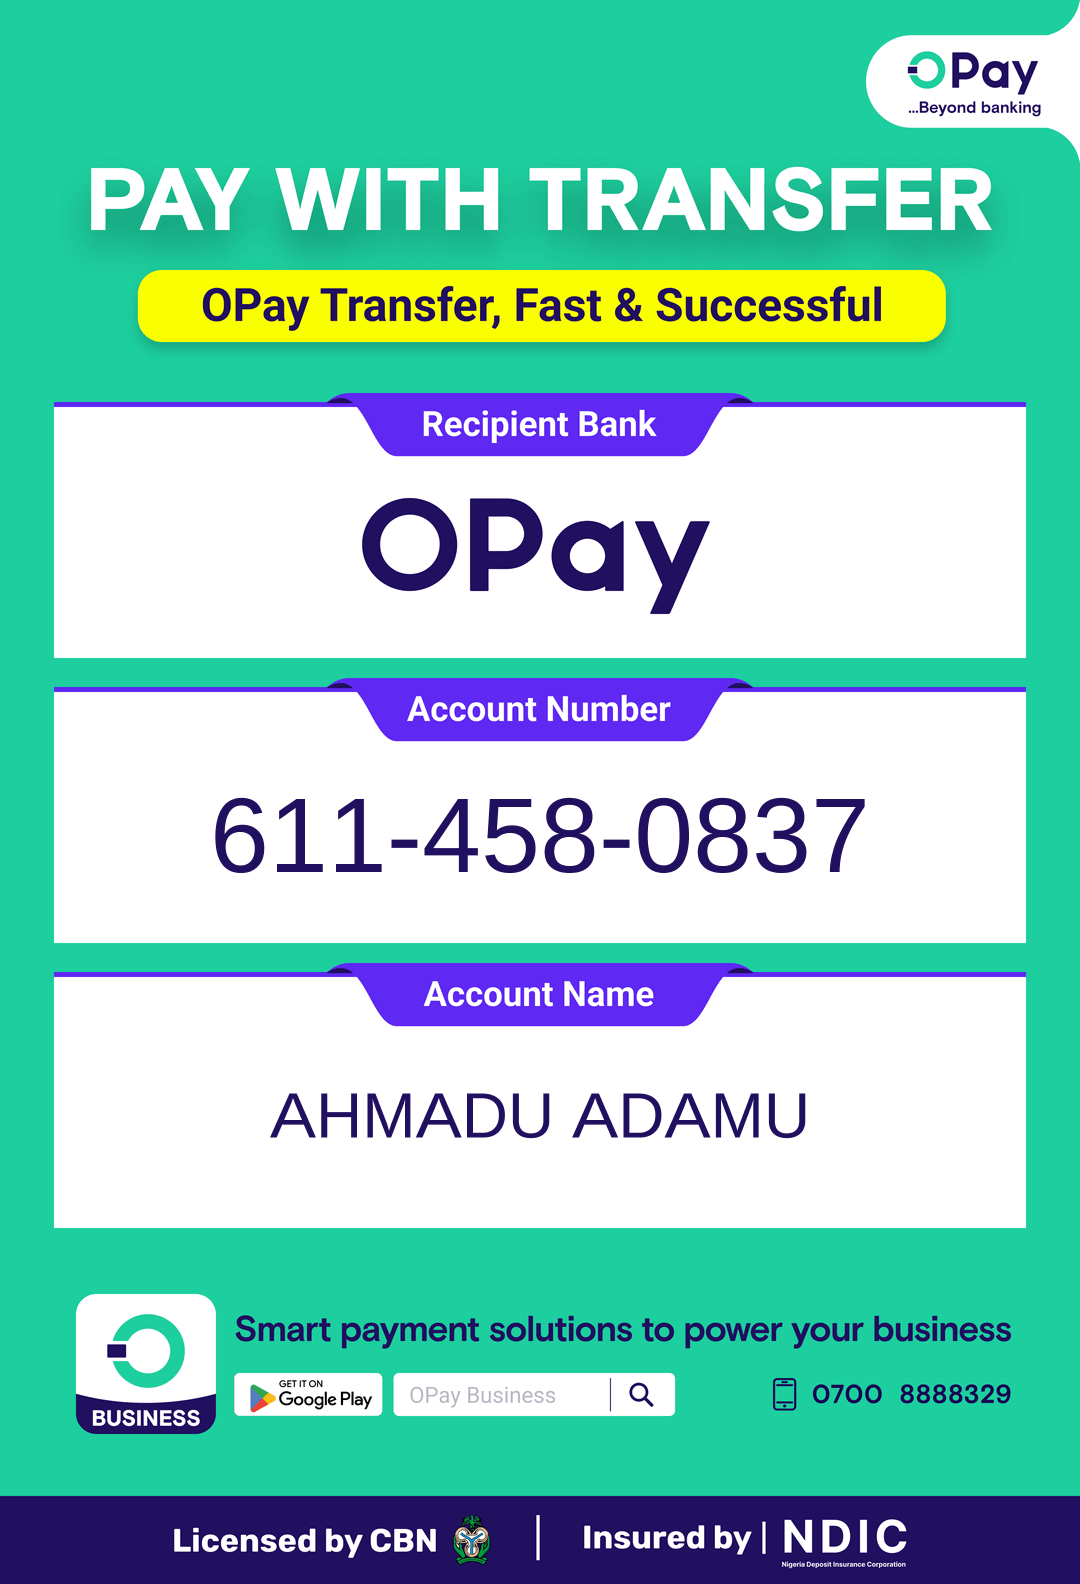 OPay
...Beyond banking
PAY WITH TRANSFER
OPay Transfer, Fast & Successful
Recipient Bank
OPay
Account Number
611-458-0837
Account Name
AHMADU ADAMU
Smart payment solutions to power your business
BUSINESS
GET IT ON
Google Play
OPay Business
0700 8888329
Licensed by CBN
Insured by | NDIC
Nigeria Deposit Insurance Corporation